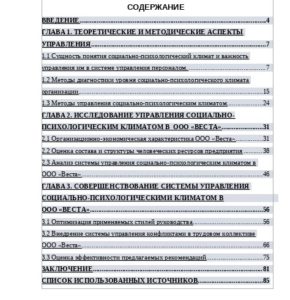 СОДЕРЖАНИЕ
ВВЕДЕНИЕ 4
ГЛАВА 1. ТЕОРЕТИЧЕСКИЕ И МЕТОДИЧЕСКИЕ АСПЕКТЫ
УПРАВЛЕНИЯ 7
1.1 Сущность понятия социально-психологический климат и важность
управления им в системе управления персоналом. 7
1.2 Методы диагностики уровня социально-психологического климата
организации 15
1.3 Методы управления социально-психологическим климатом 24
ГЛАВА 2. ИССЛЕДОВАНИЕ УПРАВЛЕНИЯ СОЦИАЛЬНО-
ПСИХОЛОГИЧЕСКИМ КЛИМАТОМ В ООО «ВЕСТА» 31
2.1 Организационно-экономическая характеристика ООО «Веста» 31
2.2 Оценка состава и структуры человеческих ресурсов предприятия 38
2.3 Анализ системы управления социально-психологическим климатом в
ООО «Веста» 46
ГЛАВА 3. СОВЕРШЕНСТВОВАНИЕ СИСТЕМЫ УПРАВЛЕНИЯ
СОЦИАЛЬНО-ПСИХОЛОГИЧЕСКИМ КЛИМАТОМ В
ООО «ВЕСТА» 56
3.1 Оптимизация применяемых стилей руководства 56
3.2 Внедрение системы управления конфликтами в трудовом коллективе
ООО «Веста» 66
3.3 Оценка эффективности предлагаемых рекомендаций 75
ЗАКЛЮЧЕНИЕ 81
СПИСОК ИСПОЛЬЗОВАННЫХ ИСТОЧНИКОВ 85